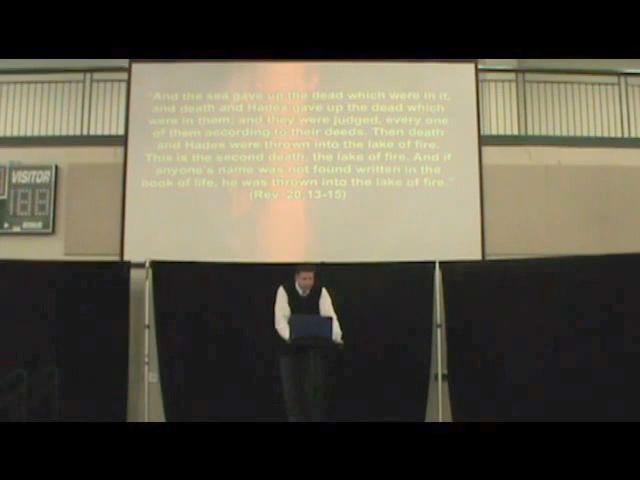 "And the sea gave up the dead which were in it,
and death and Hades gave up the dead which
were in them; and they were judged, every one
of them according to their deeds. Then death
and Hades were thrown into the lake of fire.
This is the second death, the lake of fire. And if
anyone's name was not found written in the
book of life, he was thrown into the lake of fire."
(Rev. 20:13-15)
VISITOR
188